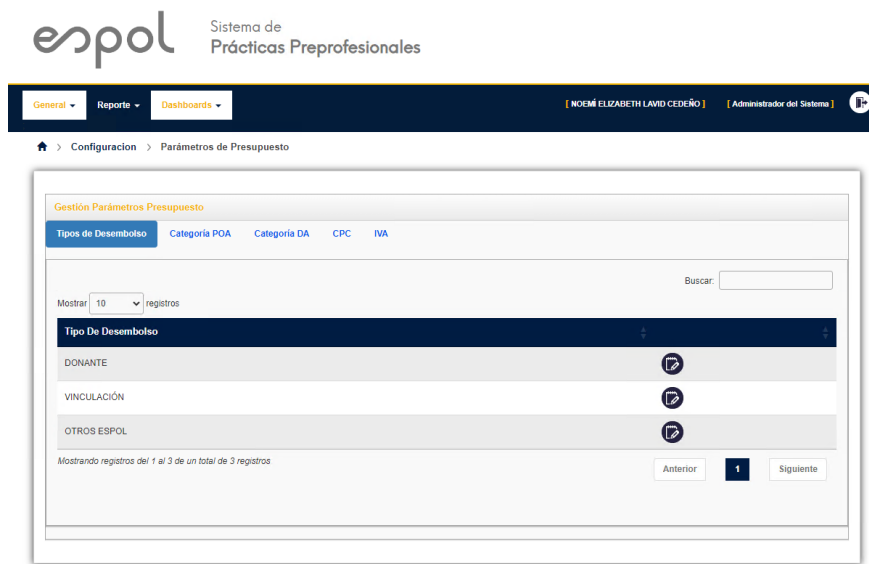 espol
Sistema de
Prácticas Preprofesionales
General Reporte Dashboards [ NOEMÍ ELIZABETH LAVID CEDEÑO ] [ Administrador del Sistema ]
> Configuracion > Parámetros de Presupuesto
Gestión Parámetros Presupuesto
Tipos de Desembolso Categoría POA Categoria DA CPC IVA
Buscar:
Mostrar 10 registros
Tipo De Desembolso
DONANTE
VINCULACIÓN
OTROS ESPOL
Mostrando registros del 1 al 3 de un total de 3 registros
Anterior 1 Siguiente